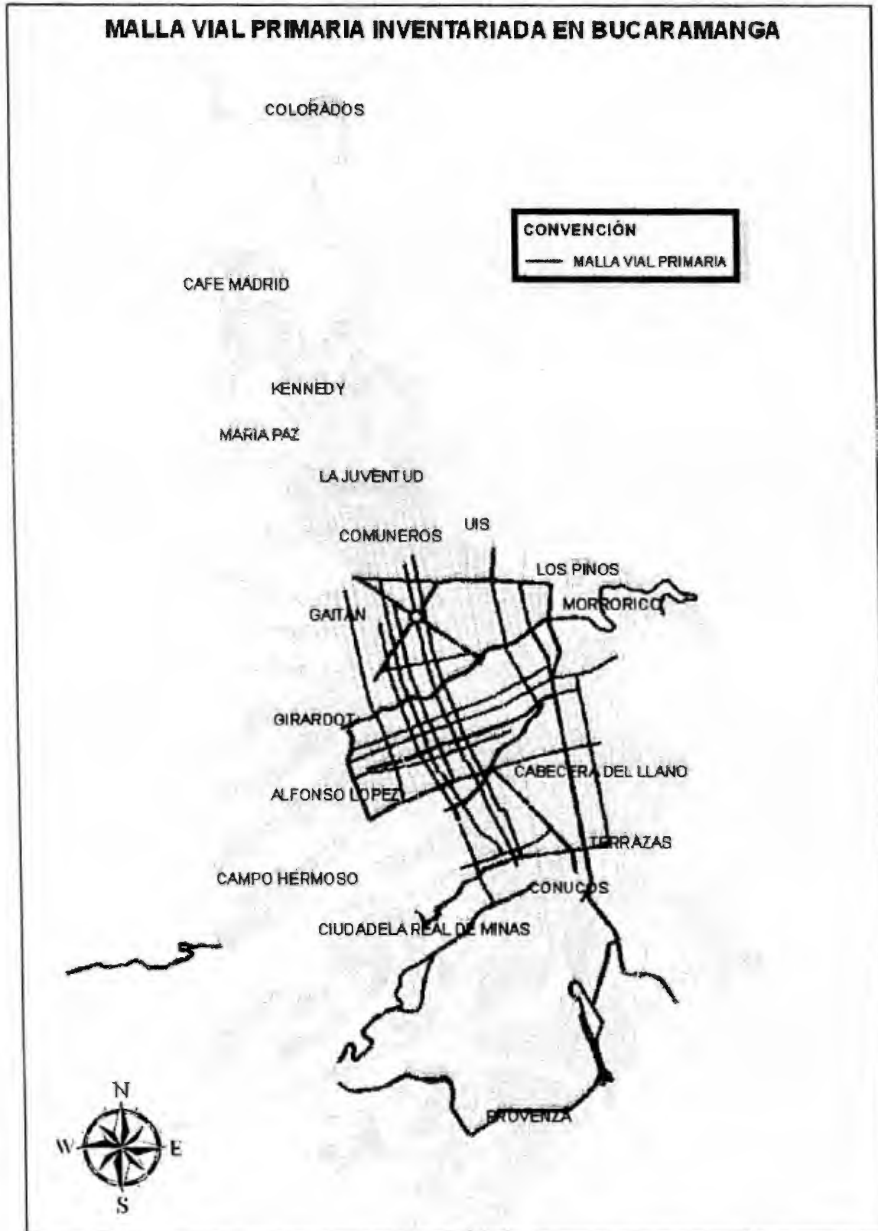 MALLA VIAL PRIMARIA INVENTARIADA EN BUCARAMANGA
COLORADOS
CONVENCIÓN
MALLA VIAL PRIMARIA
CAFE MADRID
KENNEDY
MARIA PAZ
LA JUVENTUD
UIS
COMUNEROS
LOS PINOS
MORRORICO
GAITAN
GIRARDOT
CABECERA DEL LLANO
ALFONSO LOPEZ
TERRAZAS
CAMPO HERMOSO
CONUCOS
CIUDADELA REAL DE MINAS
PROVENZA
N
W E
S